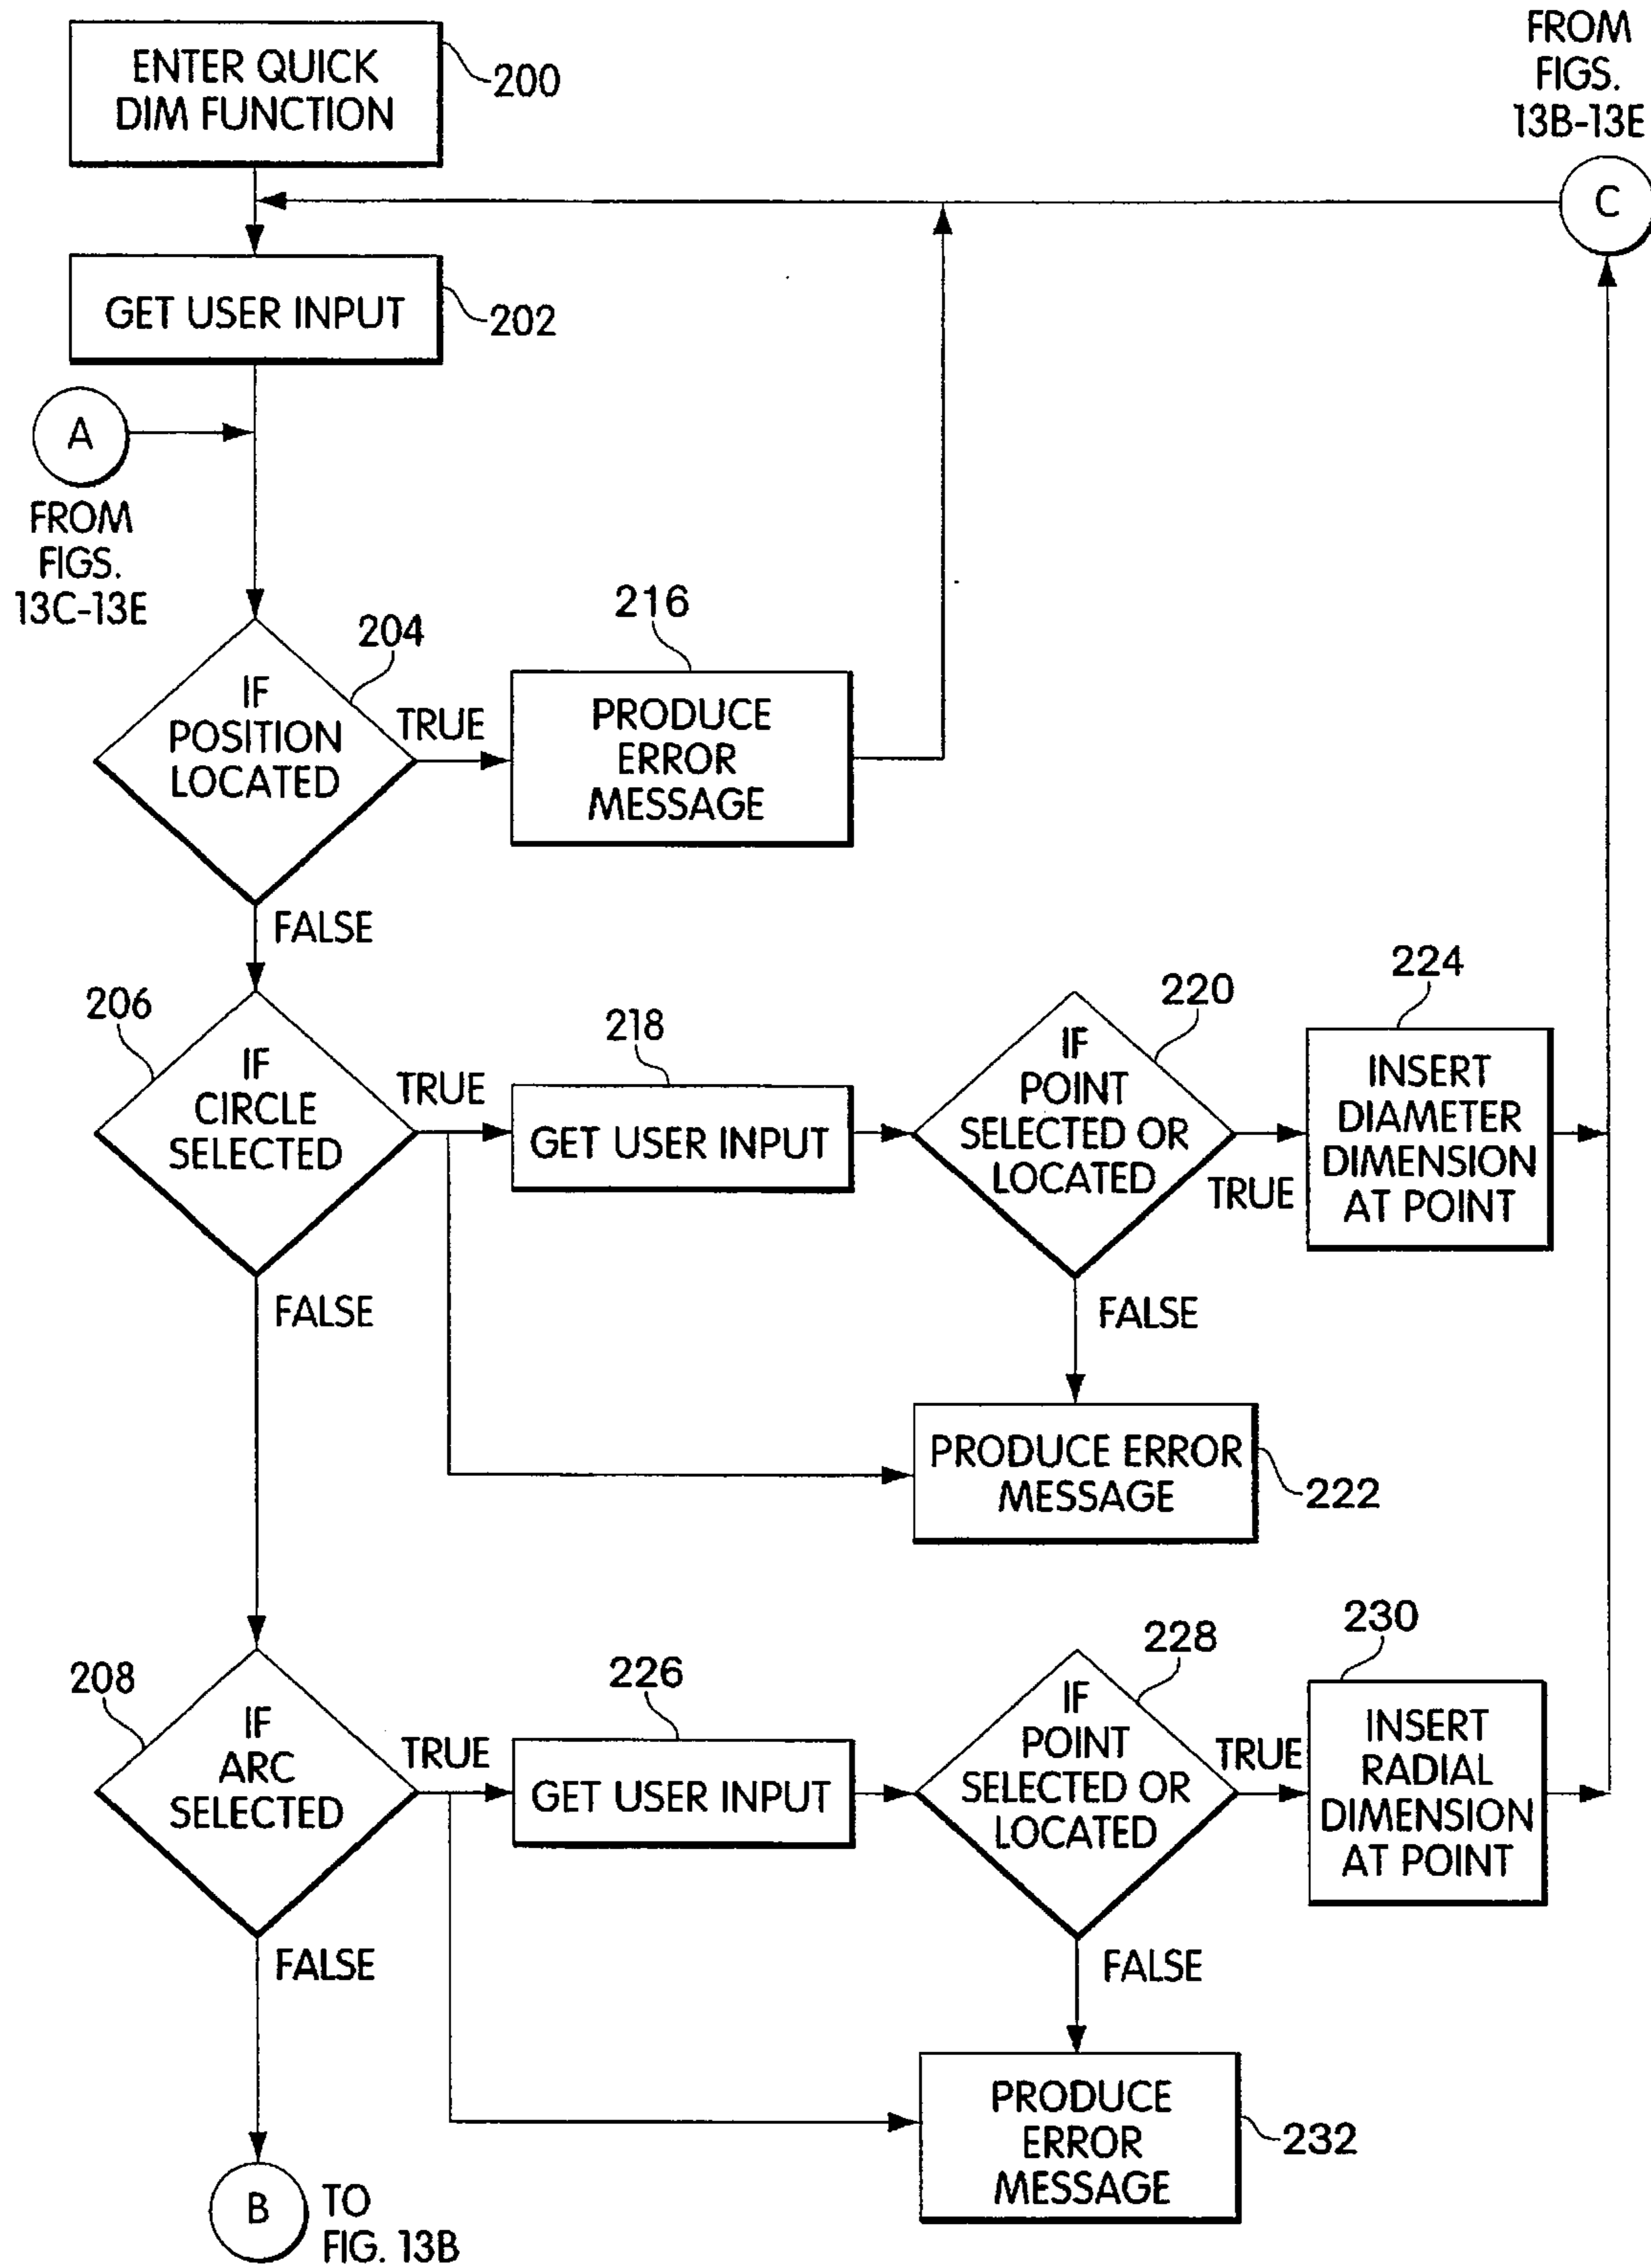 ENTER QUICK
DIM FUNCTION
200
FROM
FIGS.
13B-13E
C
GET USER INPUT
202
A
FROM
FIGS.
13C-13E
IF
POSITION
LOCATED
204
TRUE
216
PRODUCE
ERROR
MESSAGE
FALSE
206
IF
CIRCLE
SELECTED
TRUE
218
GET USER INPUT
220
IF
POINT
SELECTED OR
LOCATED
TRUE
224
INSERT
DIAMETER
DIMENSION
AT POINT
FALSE
FALSE
PRODUCE ERROR
MESSAGE
222
208
IF
ARC
SELECTED
TRUE
226
GET USER INPUT
228
IF
POINT
SELECTED OR
LOCATED
TRUE
230
INSERT
RADIAL
DIMENSION
AT POINT
FALSE
FALSE
PRODUCE
ERROR
MESSAGE
232
B
TO
FIG. 13B